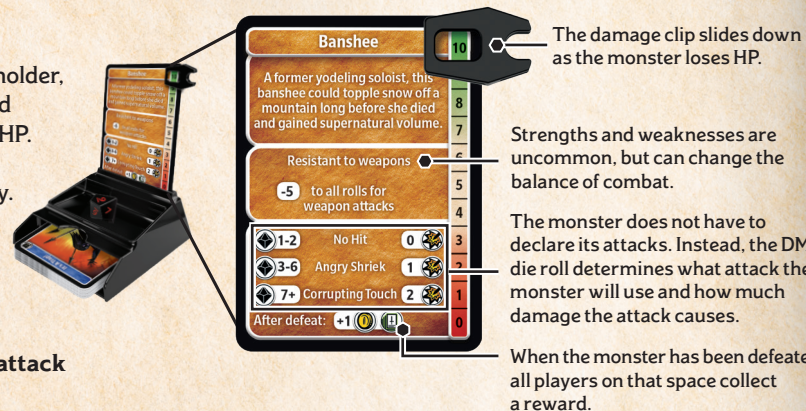 holder,
HP.
y.
attack
Banshee
10
A former yodeling soloist, this
banshee could topple snow off a
mountain long before she died
and gained supernatural volume.
8
7
Resistant to weapons
-5 to all rolls for
weapon attacks
5
4
1-2 No Hit 0
3
3-6 Angry Shriek 1
7+ Corrupting Touch 2
1
After defeat: +1
0
The damage clip slides down
as the monster loses HP.
Strengths and weaknesses are
uncommon, but can change the
balance of combat.
The monster does not have to
declare its attacks. Instead, the DM
die roll determines what attack the
monster will use and how much
damage the attack causes.
When the monster has been defeate
all players on that space collect
a reward.